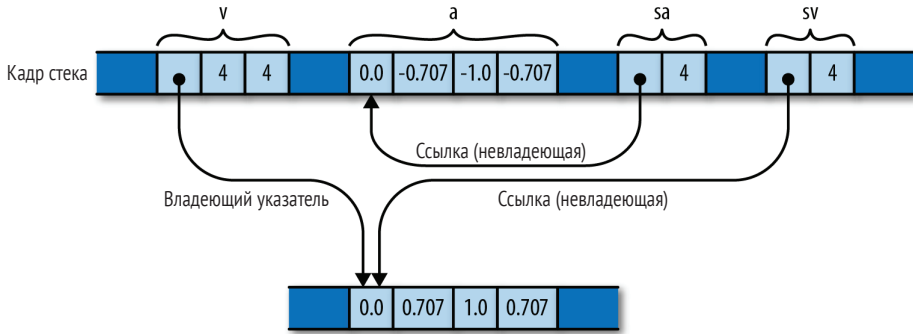 v a sa sv
Кадр стека 4 4 0.0 -0.707 -1.0 -0.707 4 4
Ссылка (невладеющая)
Владеющий указатель Ссылка (невладеющая)
0.0 0.707 1.0 0.707